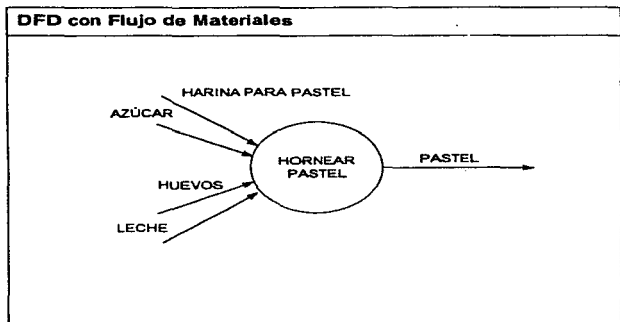 DFD con Flujo de Materiales
HARINA PARA PASTEL
AZÚCAR
HORNEAR
PASTEL
PASTEL
HUEVOS
LECHE